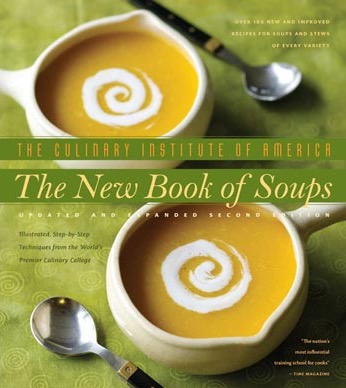 OVER 160 NEW AND IMPROVED
RECIPES FOR SOUPS AND STEWS
OF EVERY VARIETY
THE CULINARY INSTITUTE OF AMERICA
The New Book of Soups
UPDATED AND EXPANDED SECOND EDITION
Illustrated, Step-by-Step
Techniques from the World's
Premier Culinary College
"The nation's
most influential
training school for cooks"
— TIME MAGAZINE